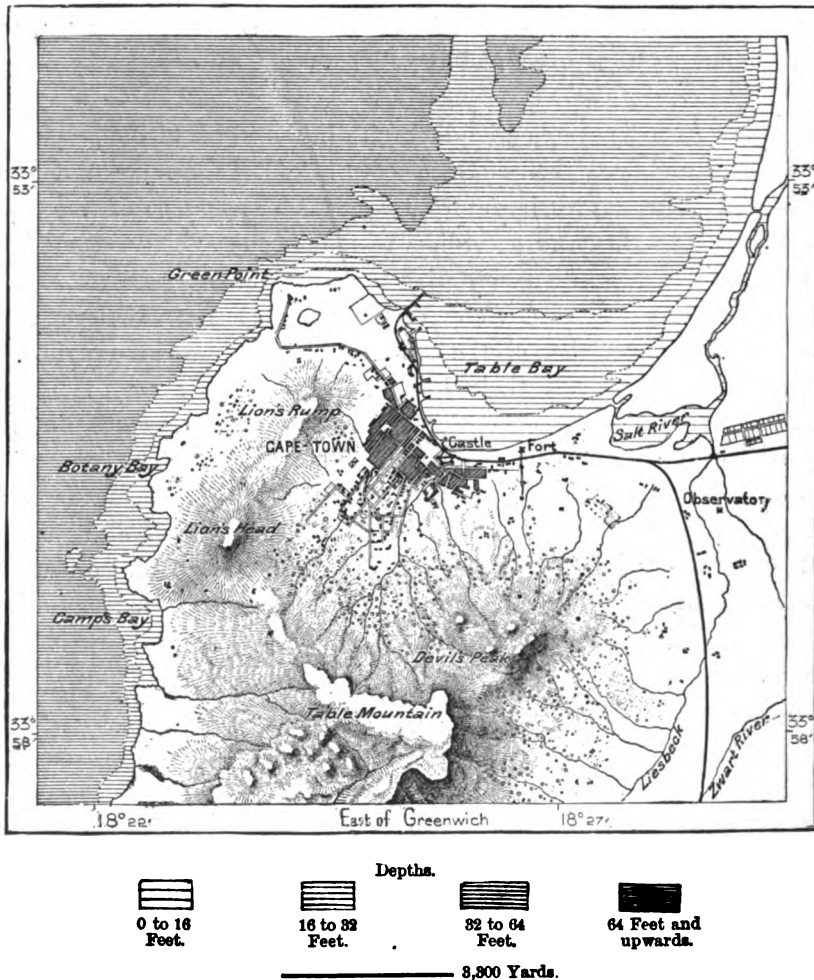 33°
53'
33°
53'
Green Point
Table Bay
Lion's Rump
CAPE-TOWN
Castle
Fort
Salt River
Botany Bay
Observatory
Lion's Head
Camp's Bay
Devils Peak
Table Mountain
33°
58'
33°
58'
Liesbeck
Zwart River
18° 22'
East of Greenwich
18° 27'
Depths.
0 to 16
Feet.
16 to 32
Feet.
32 to 64
Feet.
64 Feet and
upwards.
3,300 Yards.